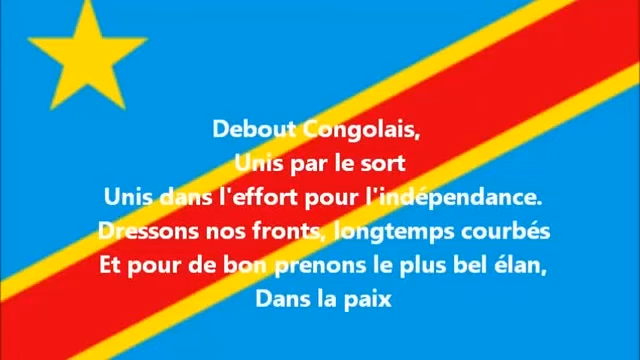 Debout Congolais,
Unis par le sort
Unis dans l'effort pour l'indépendance.
Dressons nos fronts, longtemps courbés
Et pour de bon prenons le plus bel élan,
Dans la paix